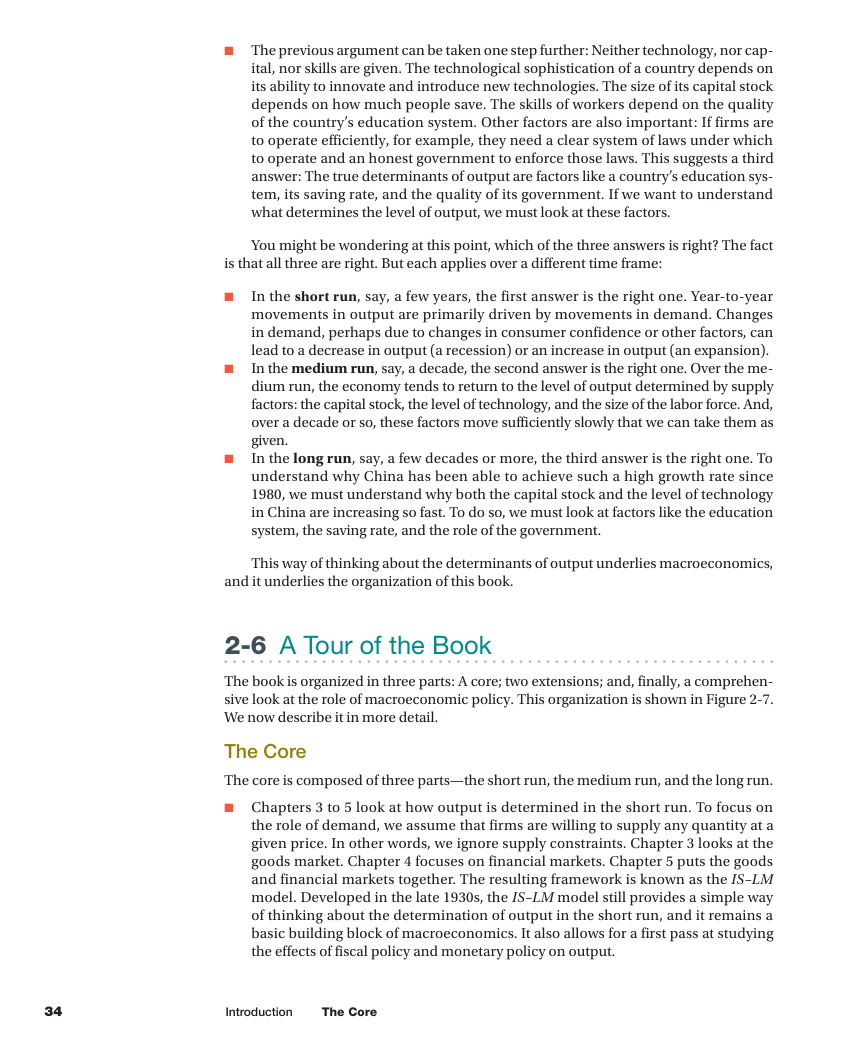 ■ The previous argument can be taken one step further: Neither technology, nor cap-
ital, nor skills are given. The technological sophistication of a country depends on
its ability to innovate and introduce new technologies. The size of its capital stock
depends on how much people save. The skills of workers depend on the quality
of the country’s education system. Other factors are also important: If firms are
to operate efficiently, for example, they need a clear system of laws under which
to operate and an honest government to enforce those laws. This suggests a third
answer: The true determinants of output are factors like a country’s education sys-
tem, its saving rate, and the quality of its government. If we want to understand
what determines the level of output, we must look at these factors.
You might be wondering at this point, which of the three answers is right? The fact
is that all three are right. But each applies over a different time frame:
■ In the short run, say, a few years, the first answer is the right one. Year-to-year
movements in output are primarily driven by movements in demand. Changes
in demand, perhaps due to changes in consumer confidence or other factors, can
lead to a decrease in output (a recession) or an increase in output (an expansion).
■ In the medium run, say, a decade, the second answer is the right one. Over the me-
dium run, the economy tends to return to the level of output determined by supply
factors: the capital stock, the level of technology, and the size of the labor force. And,
over a decade or so, these factors move sufficiently slowly that we can take them as
given.
■ In the long run, say, a few decades or more, the third answer is the right one. To
understand why China has been able to achieve such a high growth rate since
1980, we must understand why both the capital stock and the level of technology
in China are increasing so fast. To do so, we must look at factors like the education
system, the saving rate, and the role of the government.
This way of thinking about the determinants of output underlies macroeconomics,
and it underlies the organization of this book.
2-6 A Tour of the Book
The book is organized in three parts: A core; two extensions; and, finally, a comprehen-
sive look at the role of macroeconomic policy. This organization is shown in Figure 2-7.
We now describe it in more detail.
The Core
The core is composed of three parts—the short run, the medium run, and the long run.
■ Chapters 3 to 5 look at how output is determined in the short run. To focus on
the role of demand, we assume that firms are willing to supply any quantity at a
given price. In other words, we ignore supply constraints. Chapter 3 looks at the
goods market. Chapter 4 focuses on financial markets. Chapter 5 puts the goods
and financial markets together. The resulting framework is known as the IS–LM
model. Developed in the late 1930s, the IS–LM model still provides a simple way
of thinking about the determination of output in the short run, and it remains a
basic building block of macroeconomics. It also allows for a first pass at studying
the effects of fiscal policy and monetary policy on output.
34 Introduction The Core